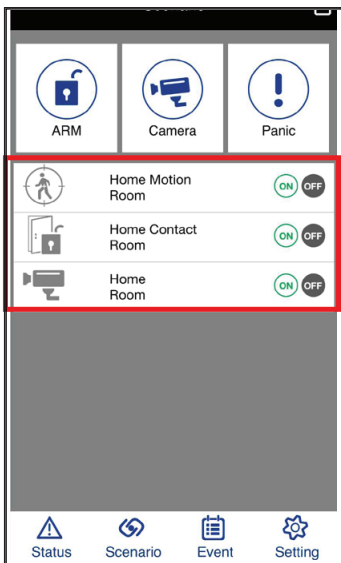 ARM
Camera
Panic
Home Motion
Room
ON OFF
Home Contact
Room
ON OFF
Home
Room
ON OFF
Status
Scenario
Event
Setting